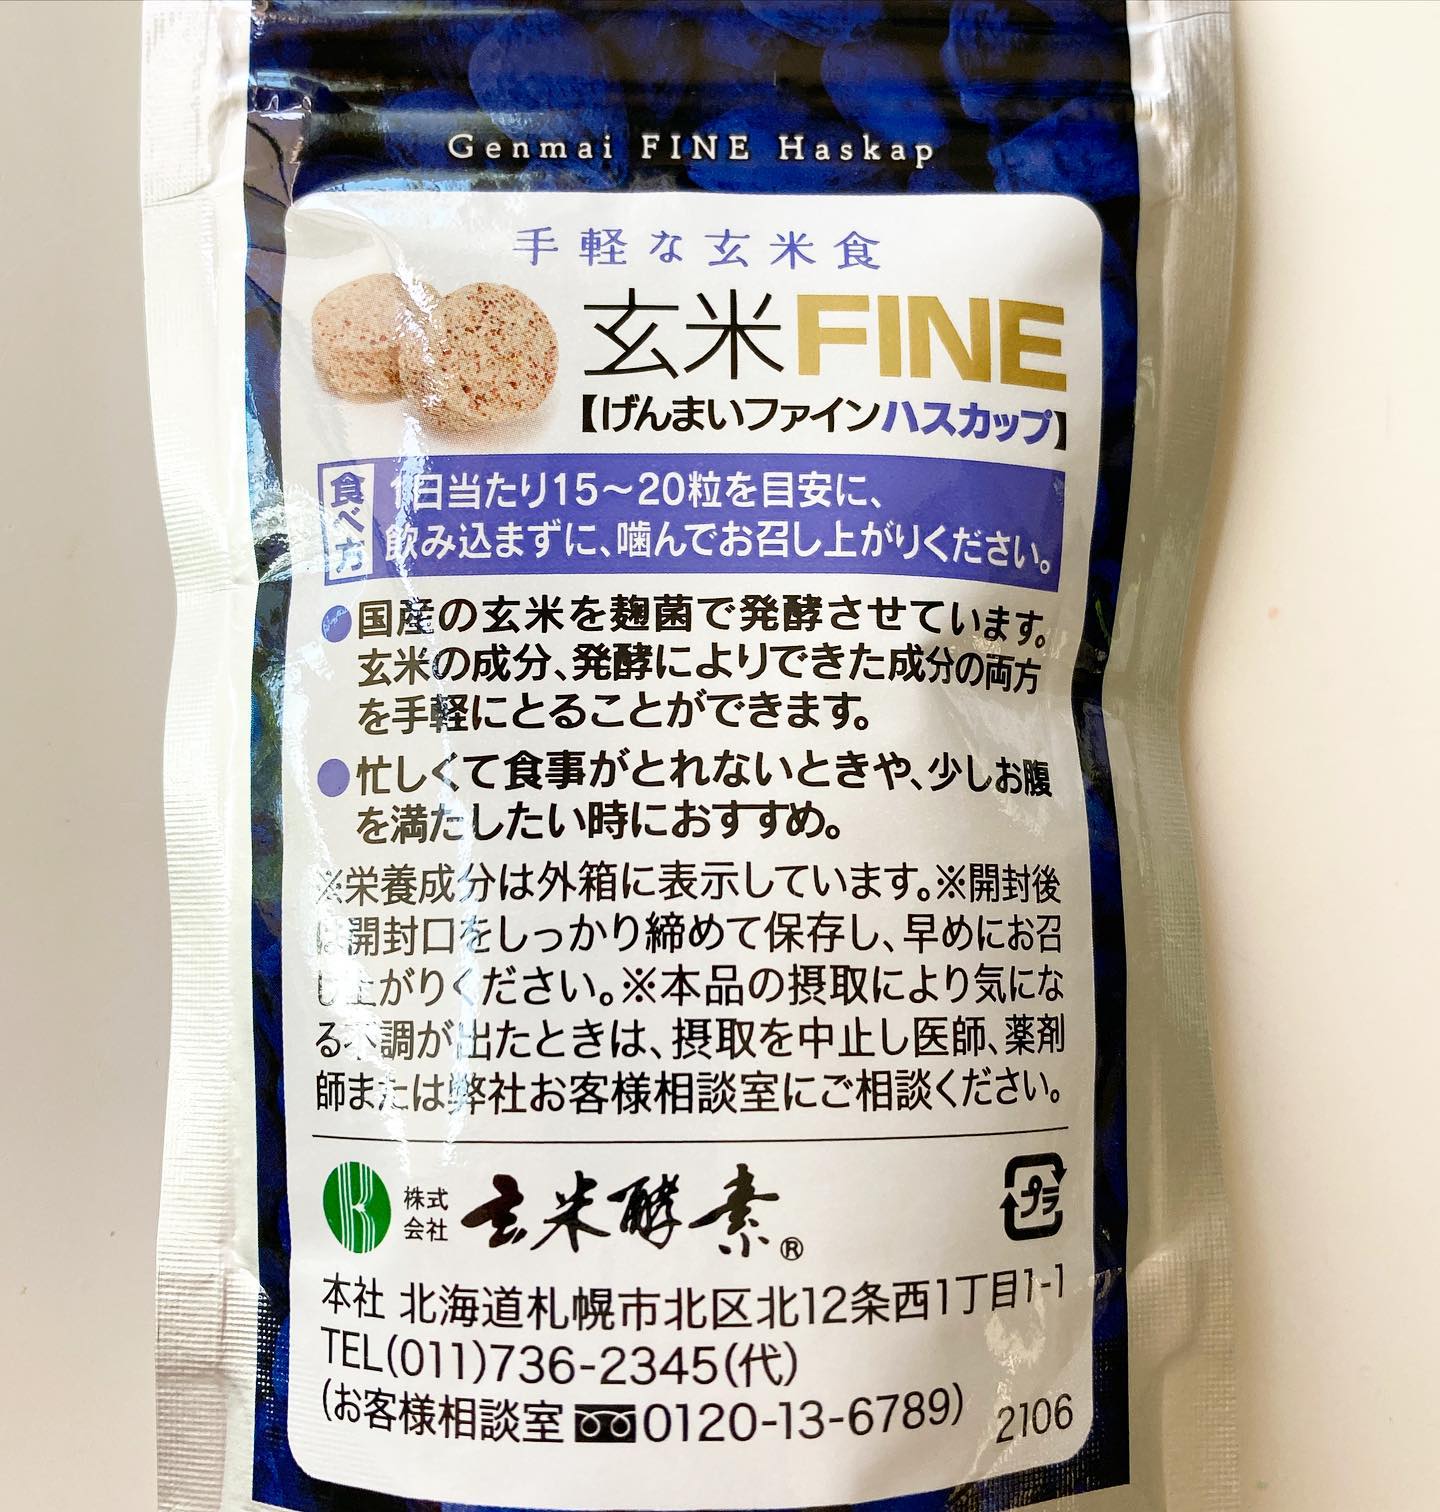 Genmai FINE Haskap
手軽な玄米食
玄米FINE
【げんまいファインハスカップ】
食べ方
1日当たり15〜20粒を目安に、
飲み込まずに、噛んでお召し上がりください。
●国産の玄米を麹菌で発酵させています。
玄米の成分、発酵によりできた成分の両方
を手軽にとることができます。
●忙しくて食事がとれないときや、少しお腹
を満たしたい時におすすめ。
※栄養成分は外箱に表示しています。※開封後
は開封口をしっかり締めて保存し、早めにお召
し上がりください。※本品の摂取により気にな
る不調が出たときは、摂取を中止し医師、薬剤
師または弊社お客様相談室にご相談ください。
株式
会社
玄米酵素®
プラ
本社 北海道札幌市北区北12条西1丁目1-1
TEL(011)736-2345(代)
(お客様相談室 0120-13-6789)
2106